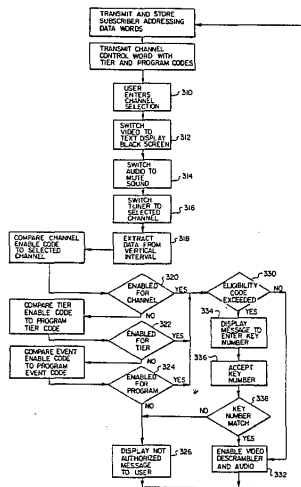 TRANSMIT AND STORE
SUBSCRIBER ADDRESSING
DATA WORDS
TRANSMIT CHANNEL
CONTROL WORD WITH
TIER AND PROGRAM CODES
310
USER
ENTERS
CHANNEL
SELECTION
312
SWITCH
VIDEO TO
TEXT DISPLAY
BLACK SCREEN
314
SWITCH
AUDIO TO
MUTE
SOUND
316
SWITCH
TUNER TO
SELECTED
CHANNEL
318
EXTRACT
DATA FROM
VERTICAL
INTERVAL
COMPARE CHANNEL
ENABLE CODE
TO SELECTED
CHANNEL
320
ENABLED
FOR
CHANNEL
YES
NO
330
ELIGIBILITY
CODE
EXCEEDED
NO
YES
COMPARE TIER
ENABLE CODE
TO PROGRAM
TIER CODE
322
ENABLED
FOR
TIER
YES
NO
334
DISPLAY
MESSAGE TO
ENTER KEY
NUMBER
COMPARE EVENT
ENABLE CODE
TO PROGRAM
EVENT CODE
324
ENABLED
FOR
PROGRAM
YES
NO
336
ACCEPT
KEY
NUMBER
338
KEY
NUMBER
MATCH
NO
YES
DISPLAY NOT
AUTHORIZED
MESSAGE
TO USER
326
ENABLE VIDEO
DESCRAMBLER
AND AUDIO
332